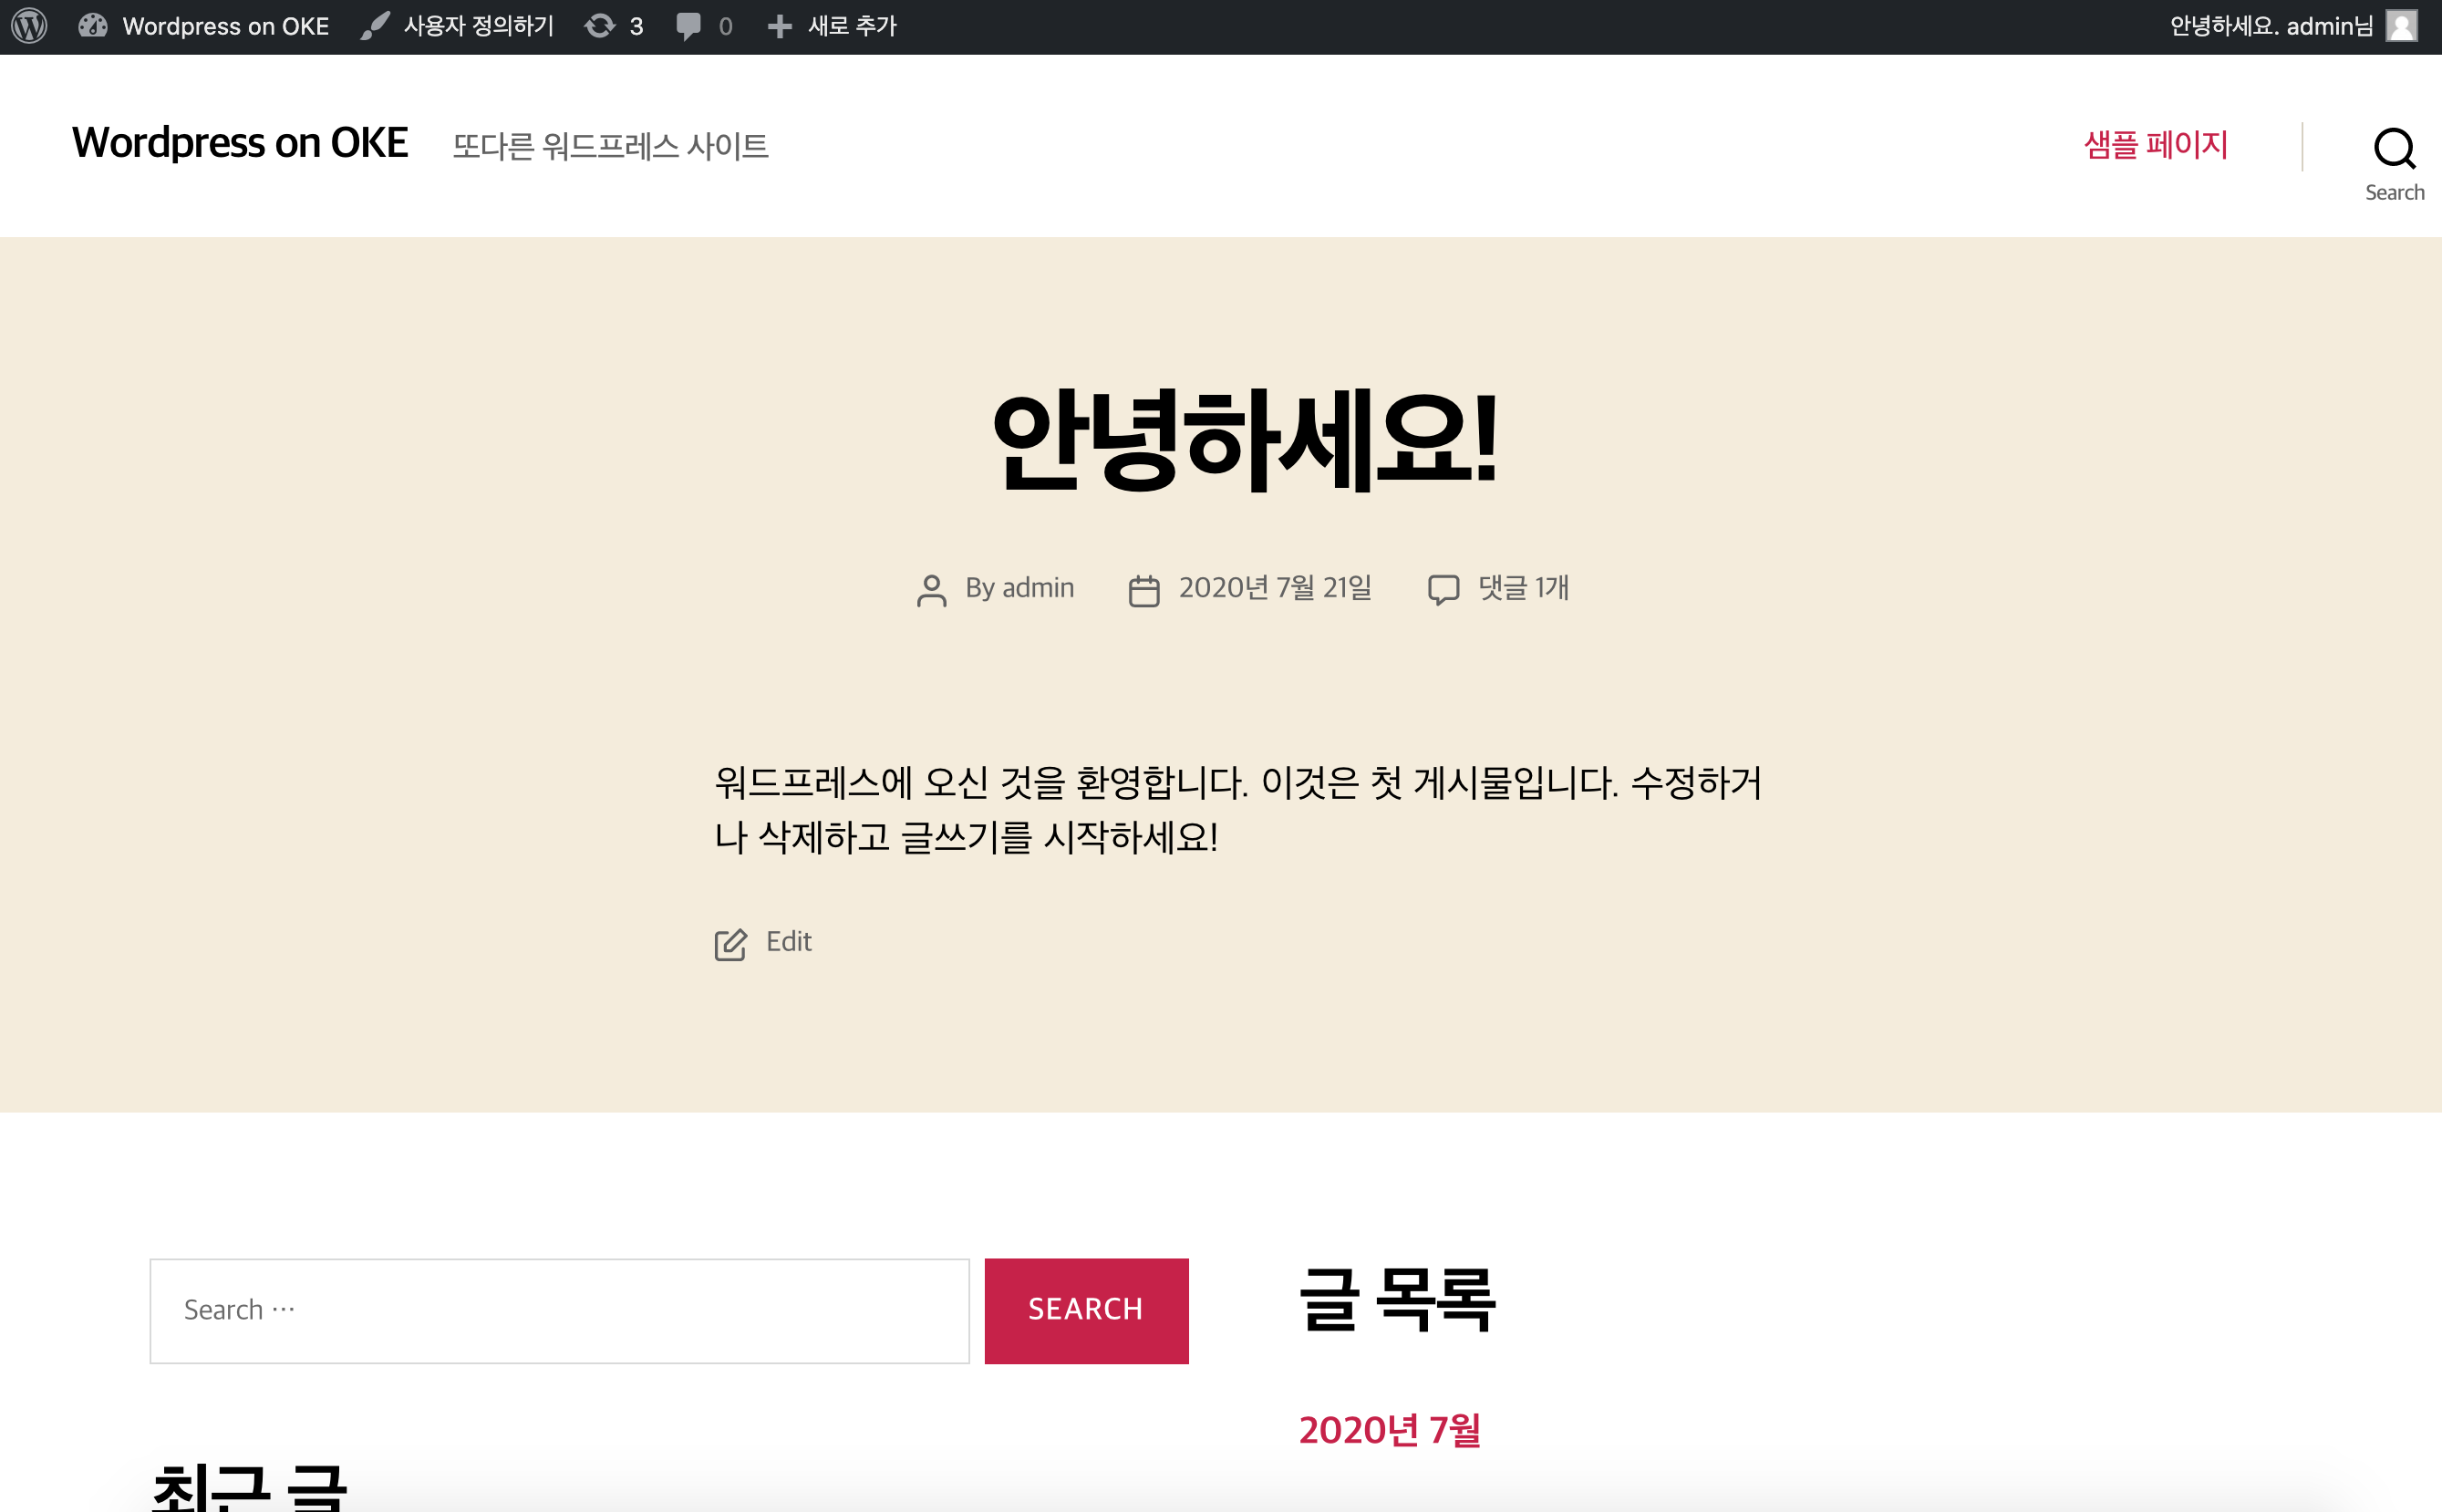 Wordpress on OKE 사용자 정의하기 3 0 새로 추가 안녕하세요. admin님
Wordpress on OKE 또다른 워드프레스 사이트 샘플 페이지
Search
안녕하세요!
By admin 2020년 7월 21일 댓글 1개
워드프레스에 오신 것을 환영합니다. 이것은 첫 게시물입니다. 수정하거
나 삭제하고 글쓰기를 시작하세요!
Edit
Search … SEARCH
글 목록
2020년 7월
최근 글